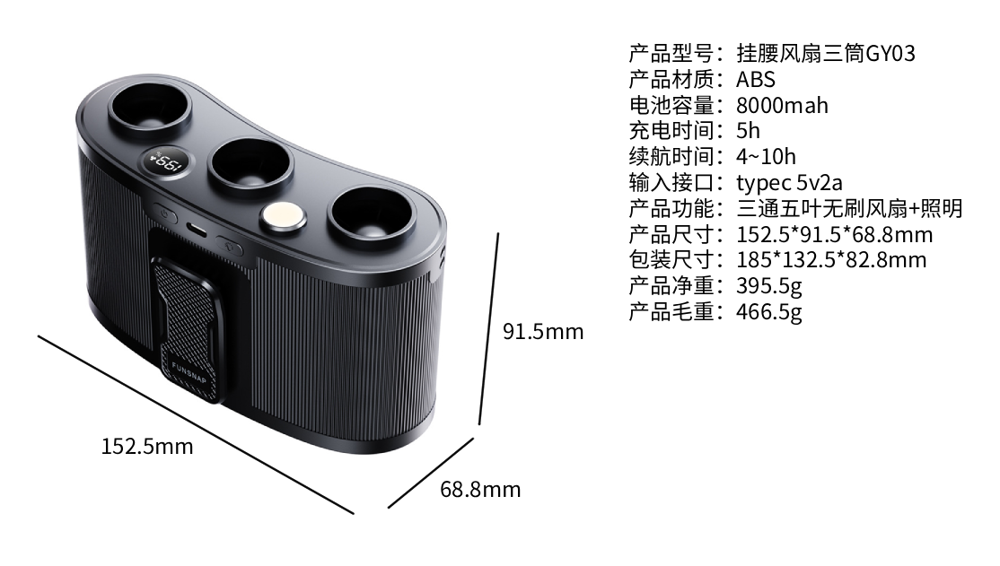 产品型号：挂腰风扇三筒GY03
产品材质：ABS
电池容量：8000mah
充电时间：5h
续航时间：4~10h
输入接口：typec 5v2a
产品功能：三通五叶无刷风扇+照明
产品尺寸：152.5*91.5*68.8mm
包装尺寸：185*132.5*82.8mm
产品净重：395.5g
产品毛重：466.5g
91.5mm
152.5mm
68.8mm
FUNSNAP